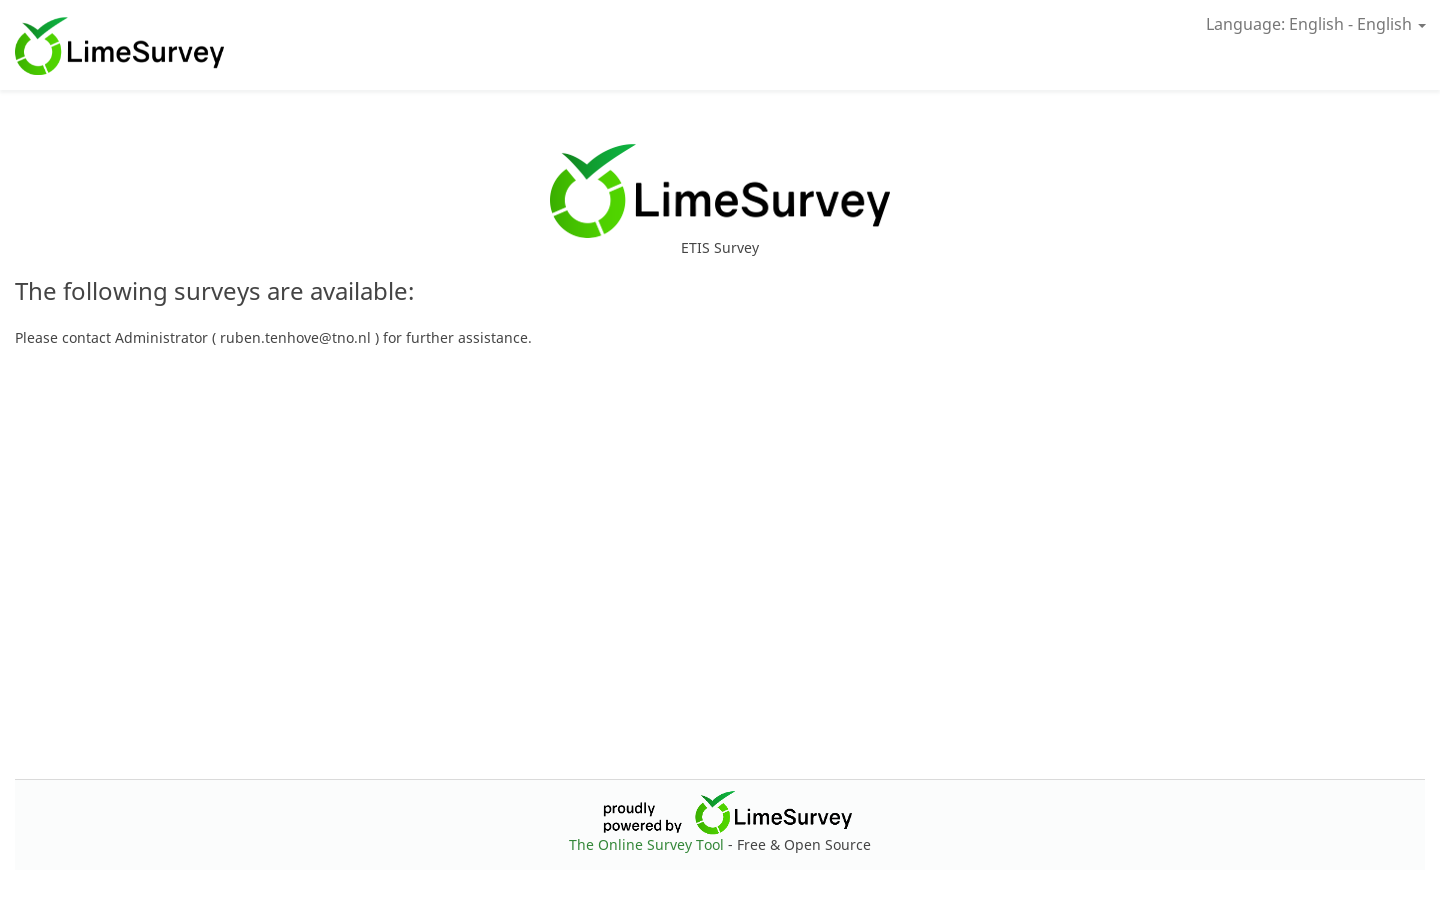 LimeSurvey
Language: English - English
LimeSurvey
ETIS Survey
The following surveys are available:
Please contact Administrator ( ruben.tenhove@tno.nl ) for further assistance.
proudly
powered by
LimeSurvey
The Online Survey Tool - Free & Open Source